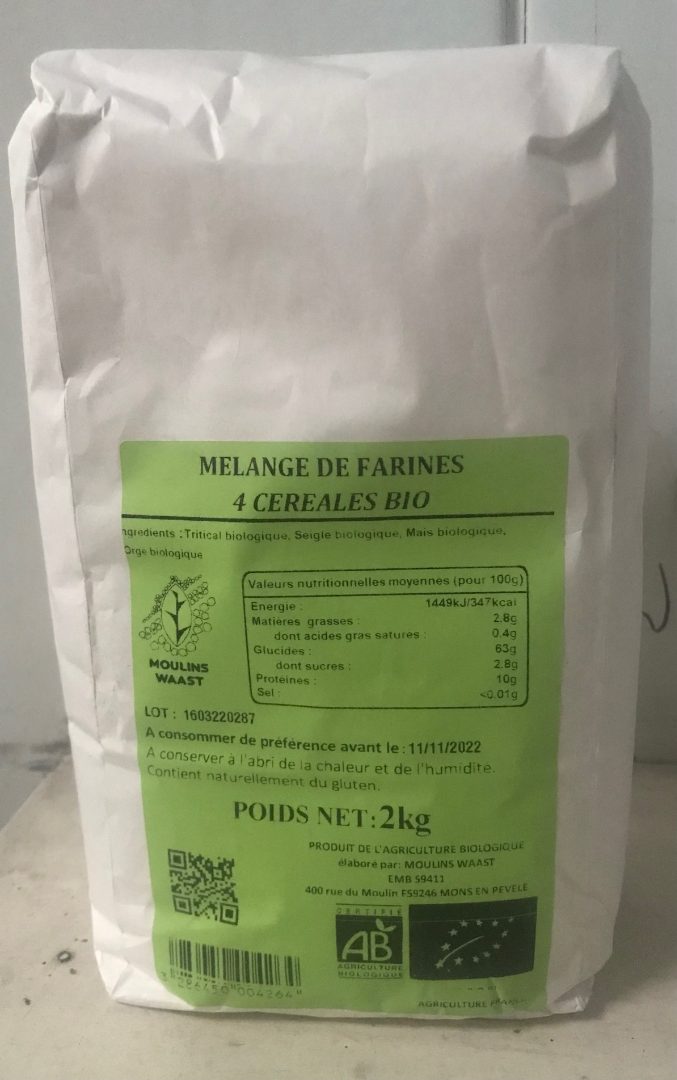 MELANGE DE FARINES
4 CEREALES BIO
ngredients : Tritical biologique, Seigle biologique, Mais biologique,
Orge biologique
Valeurs nutritionnelles moyennes (pour 100g)
Energie : 1449kJ/347kcal
Matières grasses : 2.8g
dont acides gras saturés : 0.4g
Glucides : 63g
dont sucres : 2.8g
Protéines : 10g
Sel : <0.01g
MOULINS
WAAST
LOT : 1603220287
A consommer de préférence avant le : 11/11/2022
A conserver à l'abri de la chaleur et de l'humidité.
Contient naturellement du gluten.
POIDS NET:2kg
PRODUIT DE L'AGRICULTURE BIOLOGIQUE
élaboré par: MOULINS WAAST
EMB 59411
400 rue du Moulin F59246 MONS EN PEVELE
CERTIFIÉ
AB
AGRICULTURE
BIOLOGIQUE
AGRICULTURE